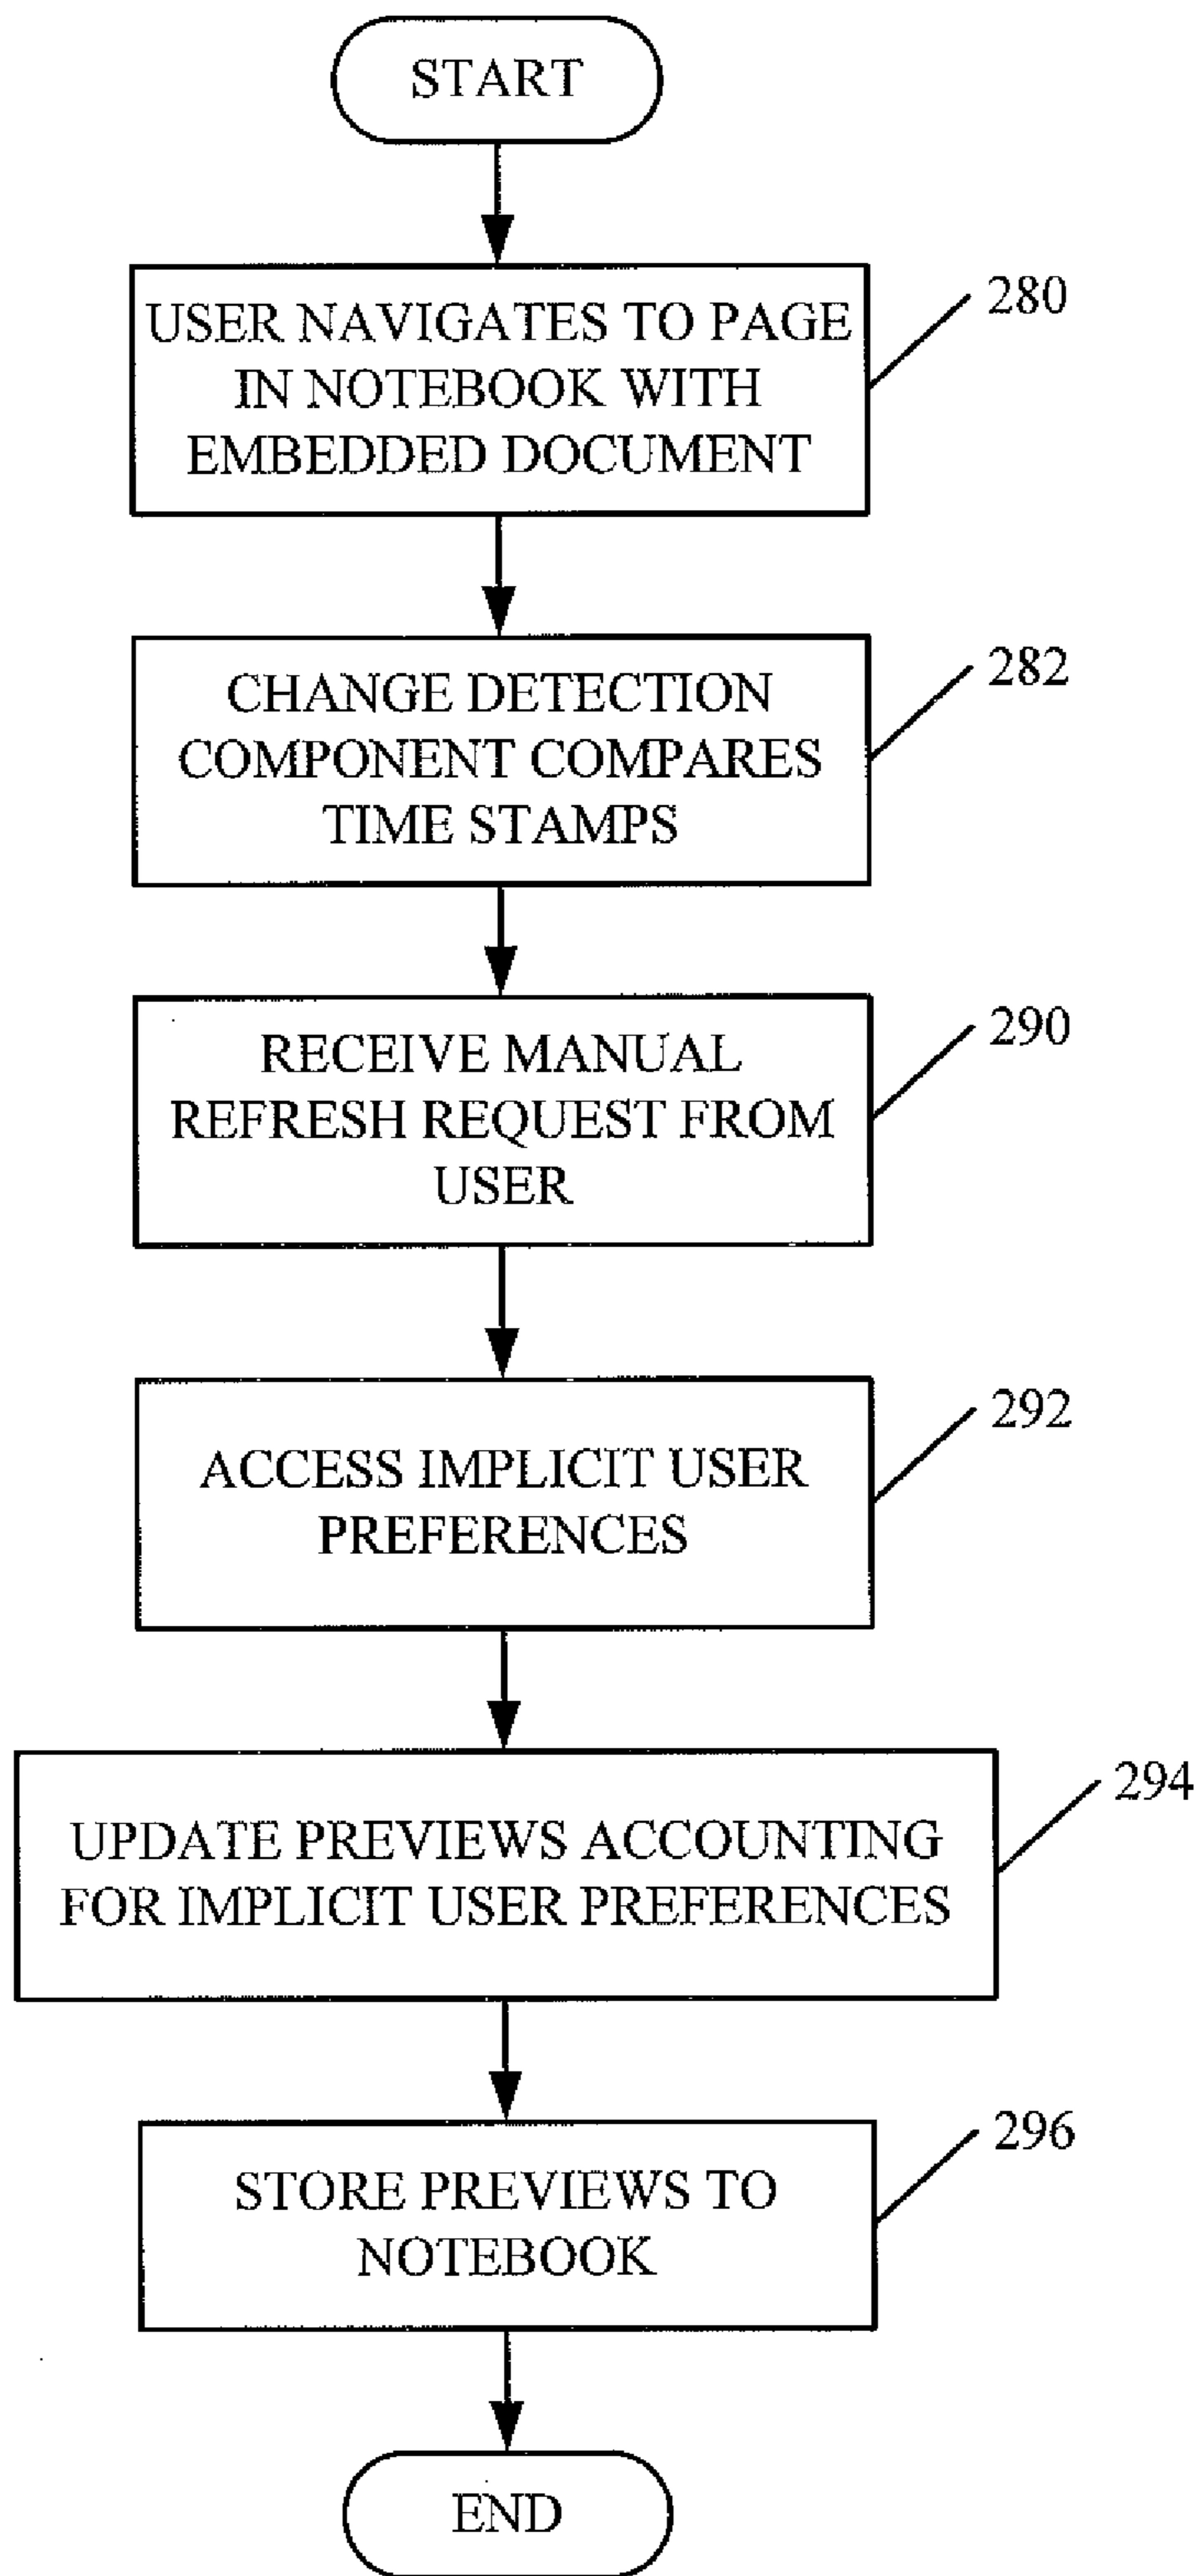 START
USER NAVIGATES TO PAGE
IN NOTEBOOK WITH
EMBEDDED DOCUMENT
280
CHANGE DETECTION
COMPONENT COMPARES
TIME STAMPS
282
RECEIVE MANUAL
REFRESH REQUEST FROM
USER
290
ACCESS IMPLICIT USER
PREFERENCES
292
UPDATE PREVIEWS ACCOUNTING
FOR IMPLICIT USER PREFERENCES
294
STORE PREVIEWS TO
NOTEBOOK
296
END